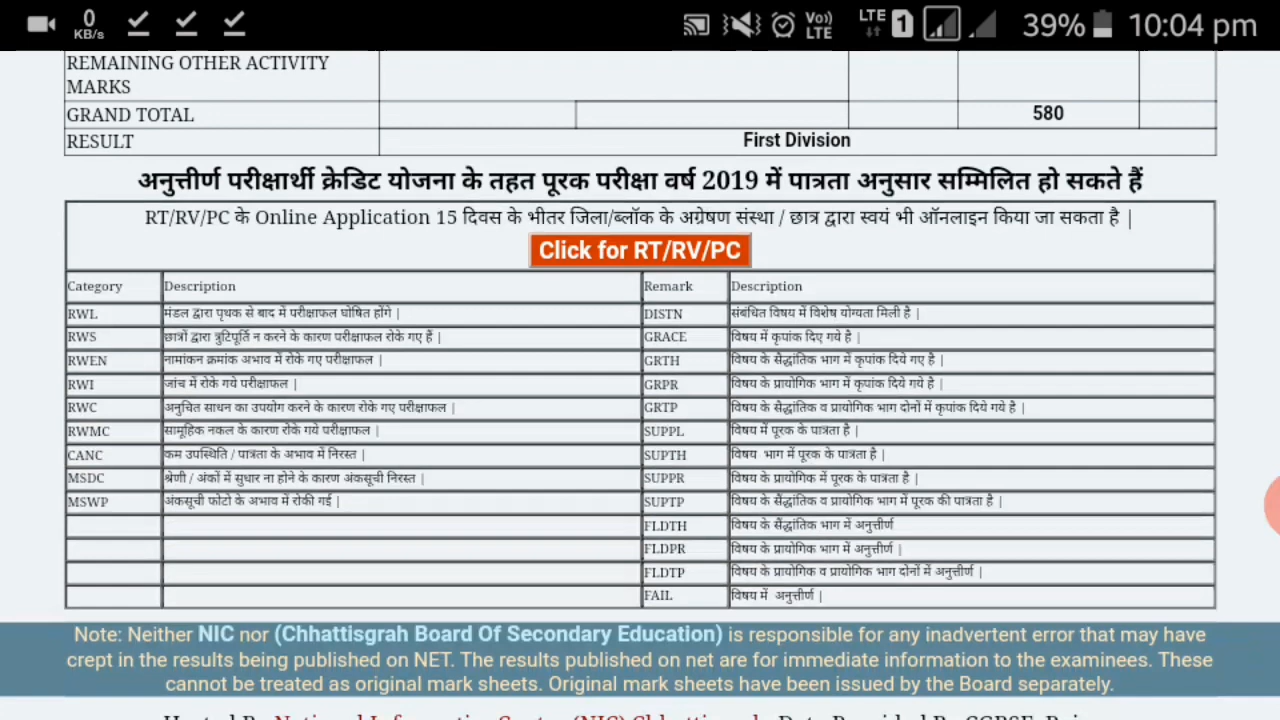 0 KB/s Vo) LTE LTE 1 39% 10:04 pm
REMAINING OTHER ACTIVITY
MARKS
GRAND TOTAL 580
RESULT First Division
अनुत्तीर्ण परीक्षार्थी क्रेडिट योजना के तहत पूरक परीक्षा वर्ष 2019 में पात्रता अनुसार सम्मिलित हो सकते हैं
RT/RV/PC के Online Application 15 दिवस के भीतर जिला/ब्लॉक के अग्रेषण संस्था / छात्र द्वारा स्वयं भी ऑनलाइन किया जा सकता है |
Click for RT/RV/PC
Category Description Remark Description
RWL मंडल द्वारा पृथक से बाद में परीक्षाफल घोषित होंगे | DISTN संबंधित विषय में विशेष योग्यता मिली है |
RWS छात्रों द्वारा त्रुटिपूर्ति न करने के कारण परीक्षाफल रोके गए हैं | GRACE विषय में कृपांक दिए गये है |
RWEN नामांकन क्रमांक अभाव में रोके गए परीक्षाफल | GRTH विषय के सैद्धांतिक भाग में कृपांक दिये गए है |
RWI जांच में रोके गये परीक्षाफल | GRPR विषय के प्रायोगिक भाग में कृपांक दिये गये है |
RWC अनुचित साधन का उपयोग करने के कारण रोके गए परीक्षाफल | GRTP विषय के सैद्धांतिक व प्रायोगिक भाग दोनों में कृपांक दिये गये है |
RWMC सामूहिक नकल के कारण रोके गये परीक्षाफल | SUPPL विषय में पूरक के पात्रता है |
CANC कम उपस्थिति / पात्रता के अभाव में निरस्त | SUPTH विषय भाग में पूरक के पात्रता है |
MSDC श्रेणी / अंकों में सुधार ना होने के कारण अंकसूची निरस्त | SUPPR विषय के प्रायोगिक में पूरक के पात्रता है |
MSWP अंकसूची फोटो के अभाव में रोकी गई | SUPTP विषय के सैद्धांतिक व प्रायोगिक भाग में पूरक की पात्रता है |
FLDTH विषय के सैद्धांतिक भाग में अनुत्तीर्ण
FLDPR विषय के प्रायोगिक भाग में अनुत्तीर्ण |
FLDTP विषय के प्रायोगिक व प्रायोगिक भाग दोनों में अनुत्तीर्ण |
FAIL विषय में अनुत्तीर्ण |
Note: Neither NIC nor (Chhattisgrah Board Of Secondary Education) is responsible for any inadvertent error that may have
crept in the results being published on NET. The results published on net are for immediate information to the examinees. These
cannot be treated as original mark sheets. Original mark sheets have been issued by the Board separately.